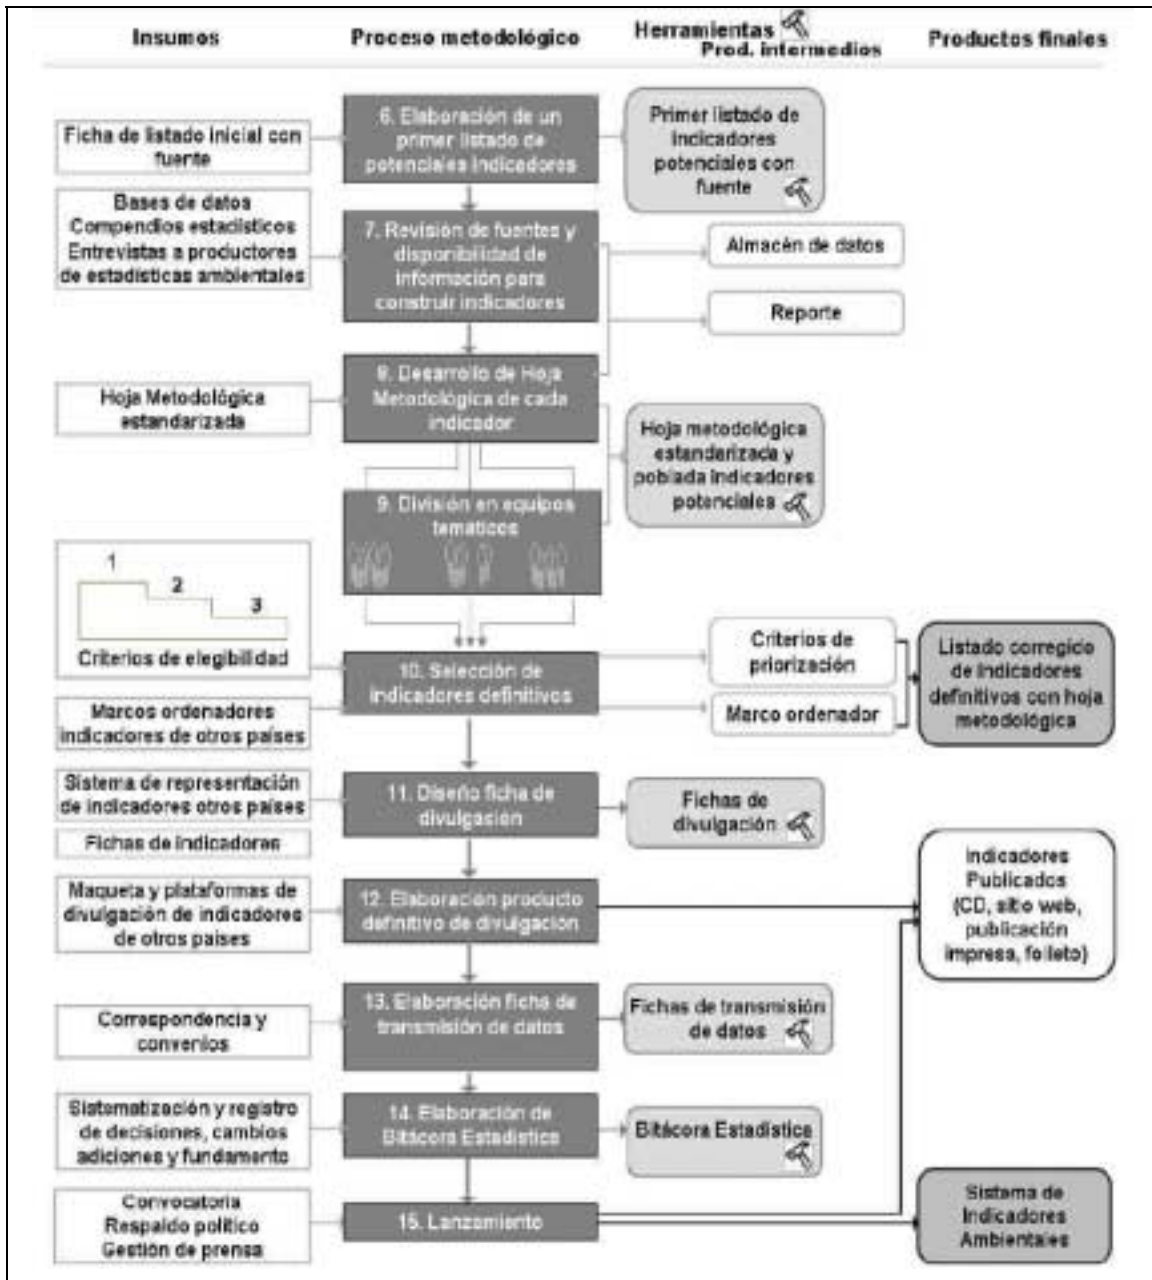 Insumos
Proceso metodológico
Herramientas
Prod. intermedios
Productos finales
Ficha de listado inicial con
fuente
6. Elaboración de un
primer listado de
potenciales indicadores
Primer listado de
indicadores
potenciales con
fuente
Bases de datos
Compendios estadísticos
Entrevistas a productores
de estadísticas ambientales
7. Revisión de fuentes y
disponibilidad de
información para
construir indicadores
Almacén de datos
Reporte
Hoja Metodológica
estandarizada
8. Desarrollo de Hoja
Metodológica de cada
indicador
Hoja metodológica
estandarizada y
poblada indicadores
potenciales
9. División en equipos
tematicos
1
2
3
Criterios de elegibilidad
Marcos ordenadores
indicadores de otros países
10. Selección de
indicadores definitivos
Criterios de
priorización
Marco ordenador
Listado corregido
de indicadores
definitivos con hoja
metodológica
Sistema de representación
de indicadores otros países
Fichas de indicadores
11. Diseño ficha de
divulgación
Fichas de
divulgación
Maqueta y plataformas de
divulgación de indicadores
de otros países
12. Elaboración producto
definitivo de divulgación
Indicadores
Publicados
(CD, sitio web,
publicación
impresa, folleto)
Correspondencia y
convenios
13. Elaboración ficha de
transmisión de datos
Fichas de transmisión
de datos
Sistematización y registro
de decisiones, cambios
adiciones y fundamento
14. Elaboración de
Bitácora Estadística
Bitácora Estadística
Convocatoria
Respaldo político
Gestión de prensa
15. Lanzamiento
Sistema de
Indicadores
Ambientales